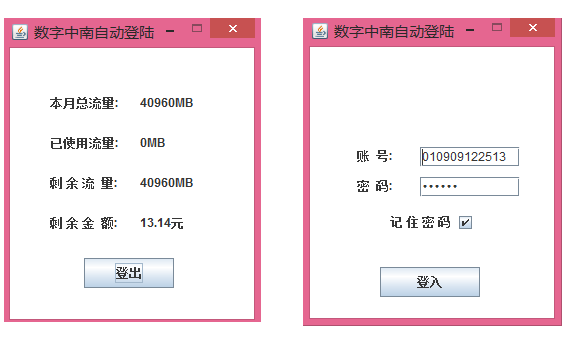 数字中南自动登陆
本月总流量: 40960MB
已使用流量: 0MB
剩 余 流 量: 40960MB
剩 余 金 额: 13.14元
登出
数字中南自动登陆
账 号: 010909122513
密 码: ••••••
记 住 密 码
登入